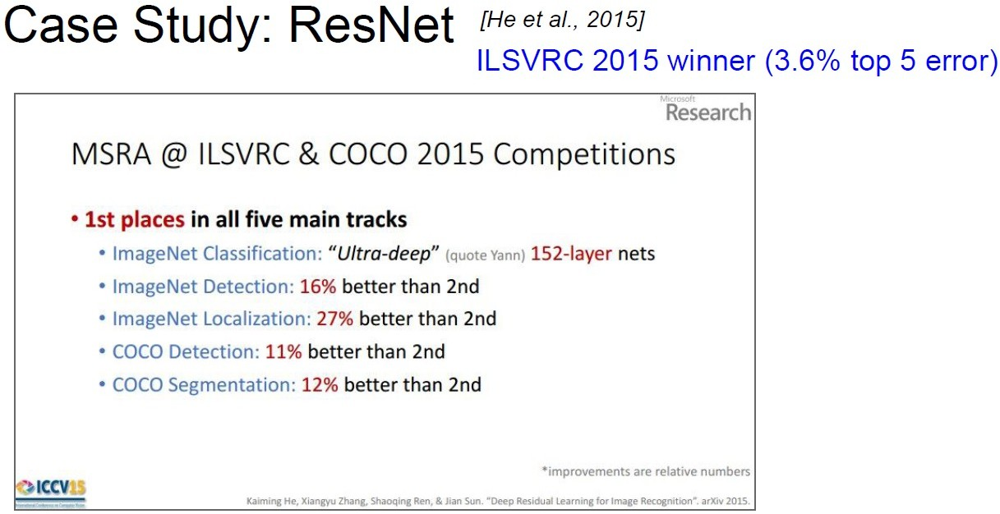 Case Study: ResNet [He et al., 2015]
ILSVRC 2015 winner (3.6% top 5 error)
Microsoft
Research
MSRA @ ILSVRC & COCO 2015 Competitions
• 1st places in all five main tracks
• ImageNet Classification: “Ultra-deep” (quote Yann) 152-layer nets
• ImageNet Detection: 16% better than 2nd
• ImageNet Localization: 27% better than 2nd
• COCO Detection: 11% better than 2nd
• COCO Segmentation: 12% better than 2nd
*improvements are relative numbers
ICCV15
Kaiming He, Xiangyu Zhang, Shaoqing Ren, & Jian Sun. “Deep Residual Learning for Image Recognition”. arXiv 2015.